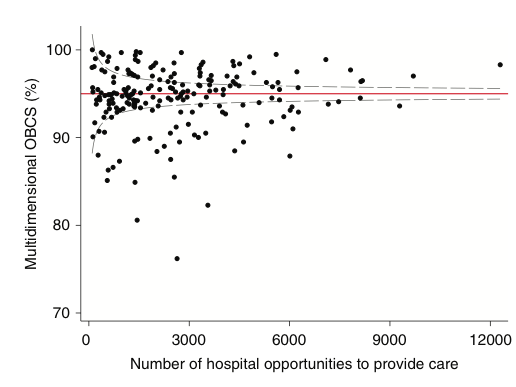 100
90
80
70
Multidimensional OBCS (%)
0 3000 6000 9000 12000
Number of hospital opportunities to provide care